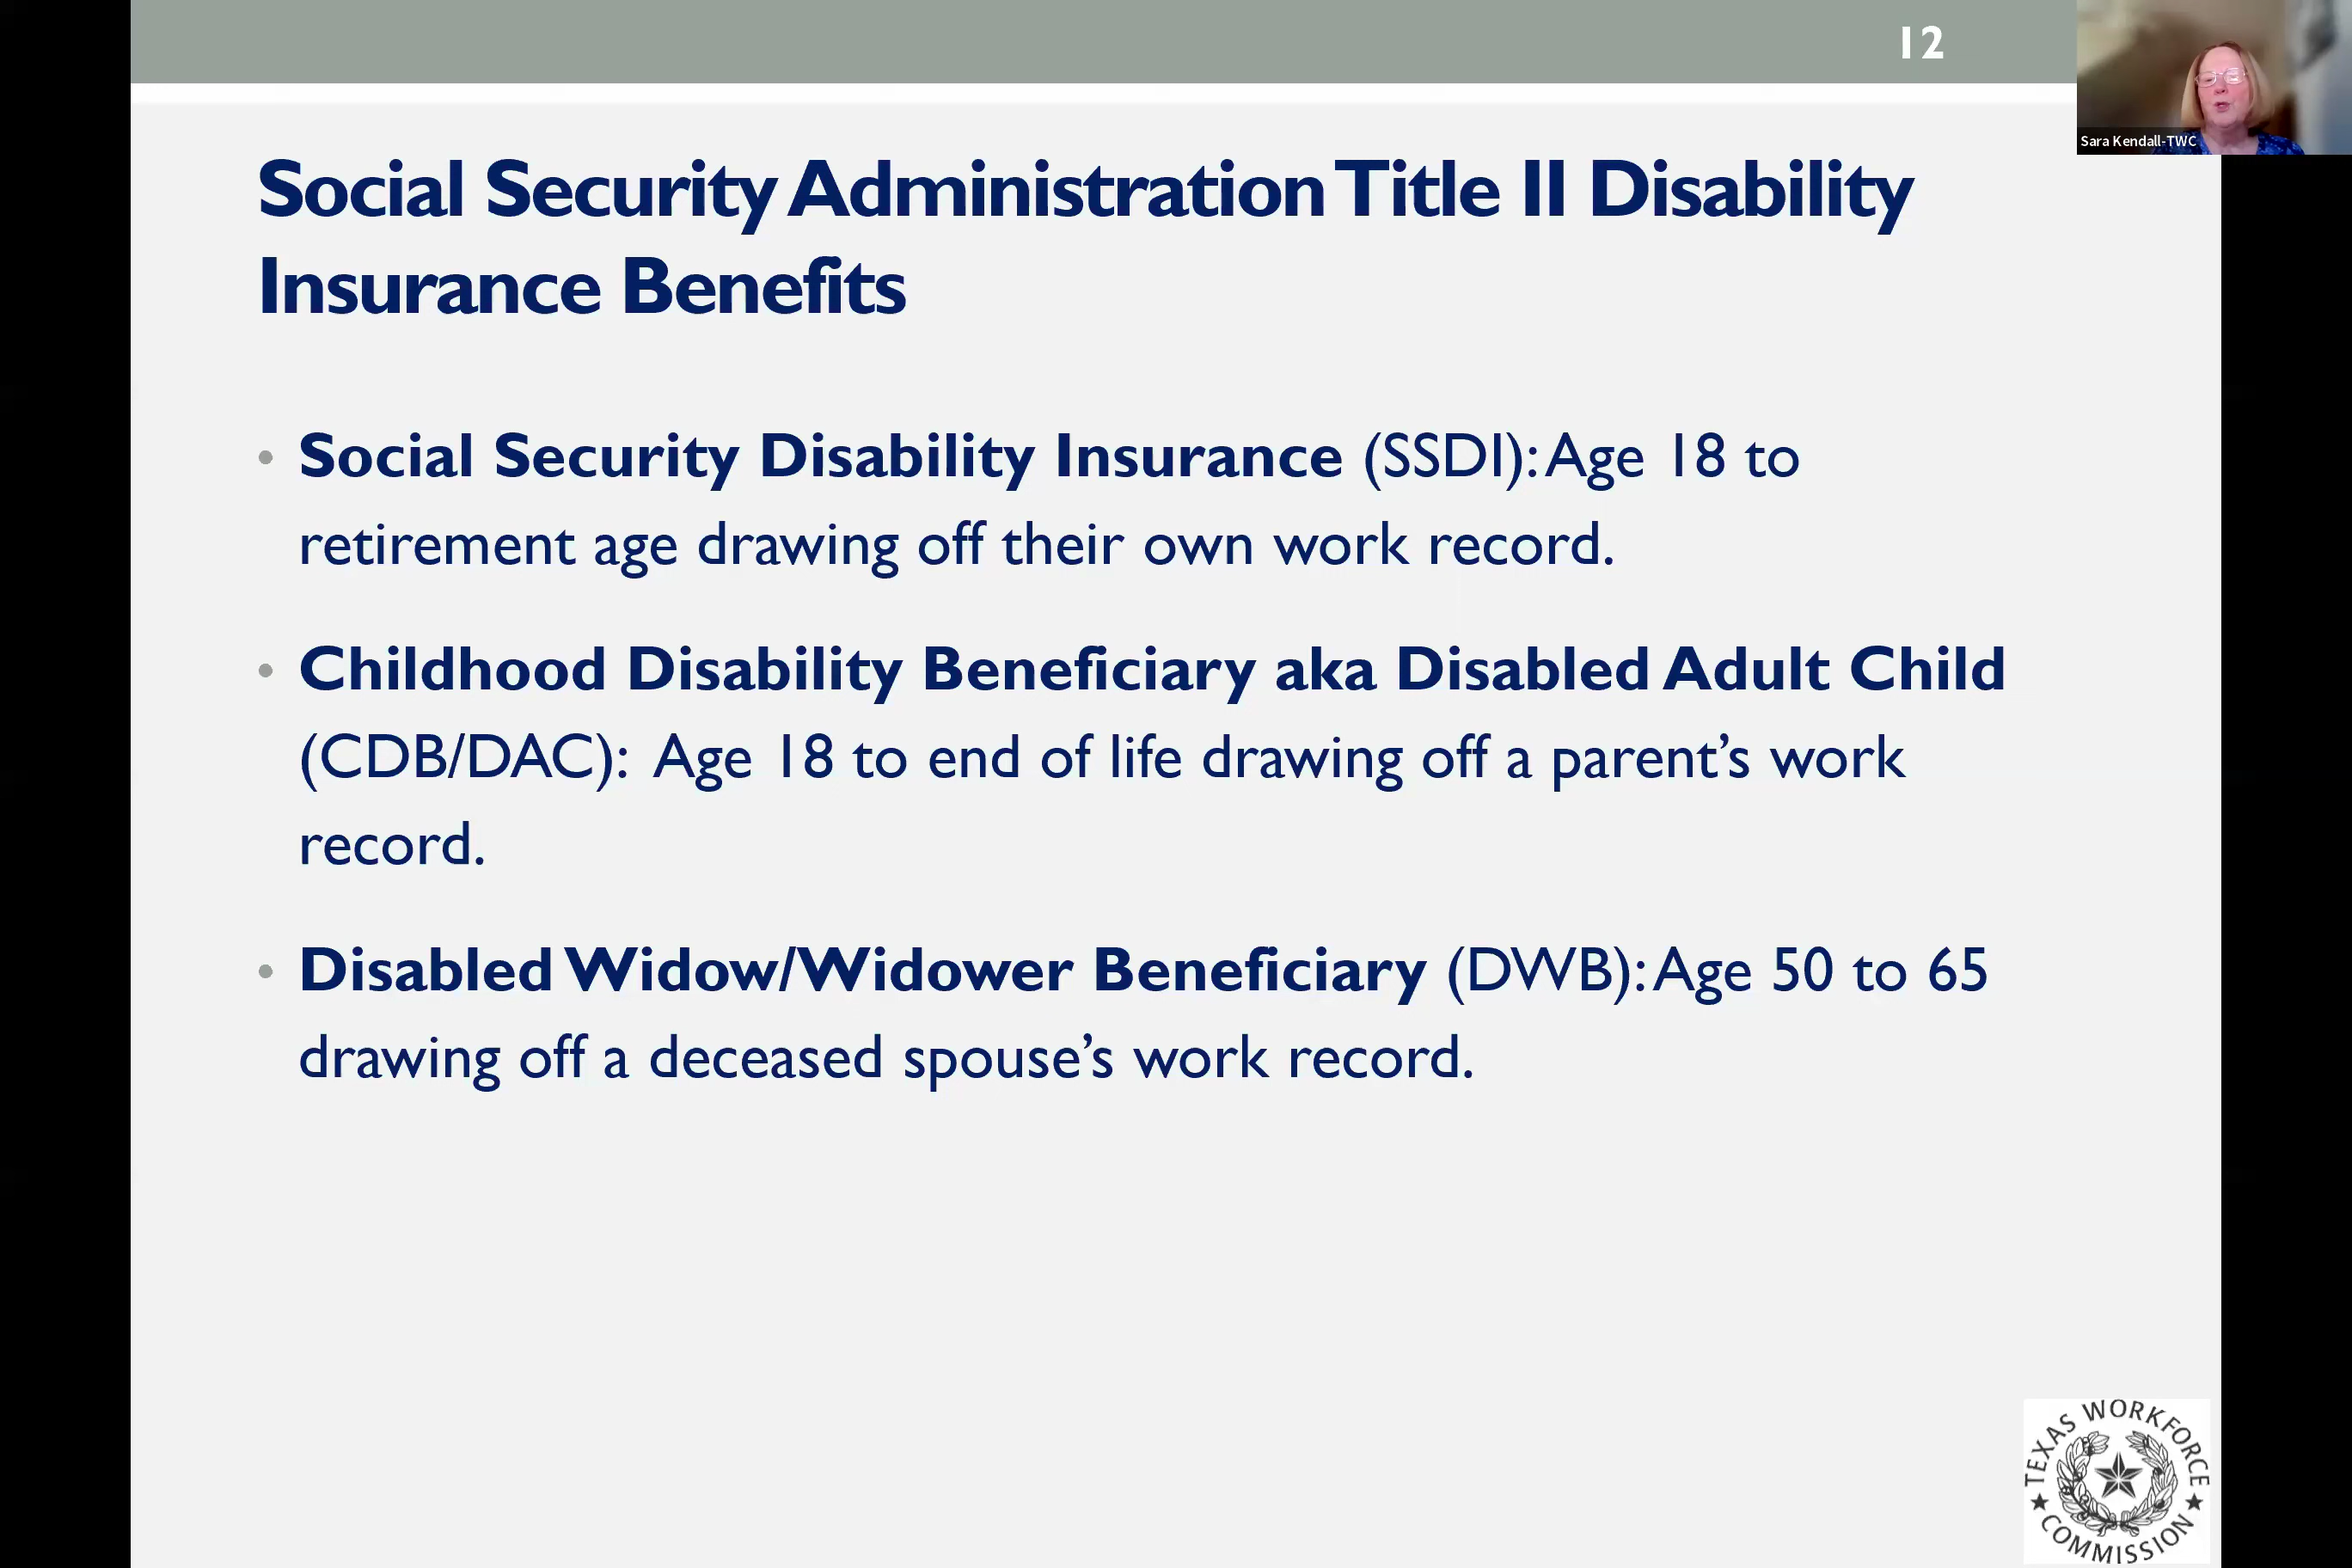 12
Sara Kendall-TWC
Social Security Administration Title II Disability
Insurance Benefits
• Social Security Disability Insurance (SSDI): Age 18 to
retirement age drawing off their own work record.
• Childhood Disability Beneficiary aka Disabled Adult Child
(CDB/DAC): Age 18 to end of life drawing off a parent’s work
record.
• Disabled Widow/Widower Beneficiary (DWB): Age 50 to 65
drawing off a deceased spouse’s work record.
TEXAS WORKFORCE
COMMISSION